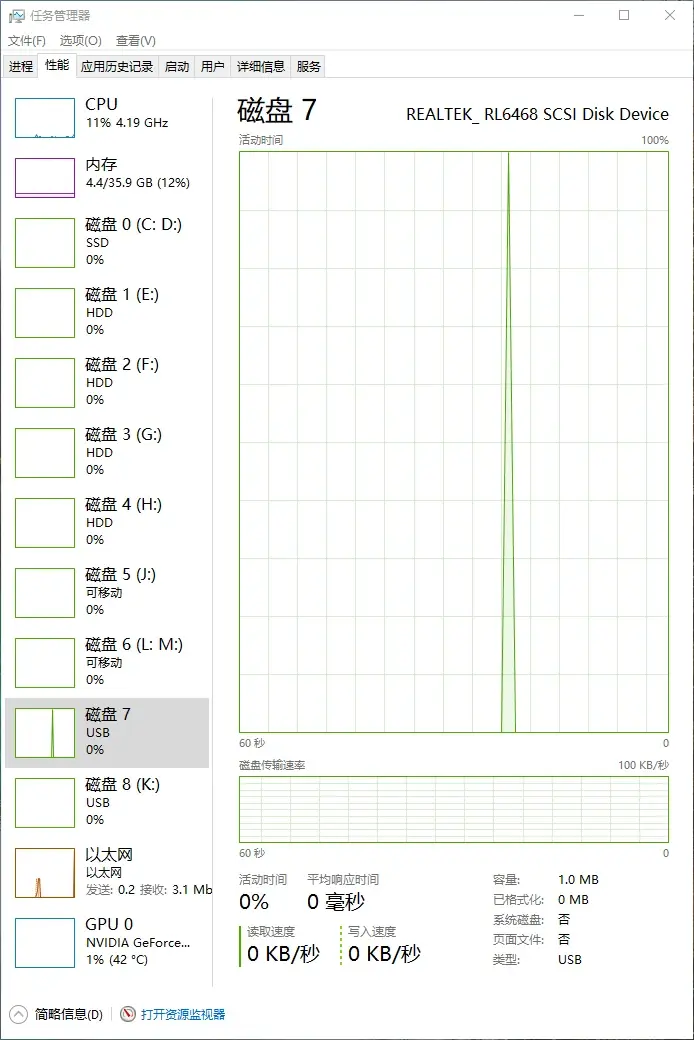 任务管理器
文件(F) 选项(O) 查看(V)
进程 性能 应用历史记录 启动 用户 详细信息 服务
CPU
11% 4.19 GHz
内存
4.4/35.9 GB (12%)
磁盘 0 (C: D:)
SSD
0%
磁盘 1 (E:)
HDD
0%
磁盘 2 (F:)
HDD
0%
磁盘 3 (G:)
HDD
0%
磁盘 4 (H:)
HDD
0%
磁盘 5 (J:)
可移动
0%
磁盘 6 (L: M:)
可移动
0%
磁盘 7
USB
0%
磁盘 8 (K:)
USB
0%
以太网
以太网
发送: 0.2 接收: 3.1 Mb
GPU 0
NVIDIA GeForce...
1% (42 °C)
磁盘 7 REALTEK_ RL6468 SCSI Disk Device
活动时间 100%
60 秒 0
磁盘传输速率 100 KB/秒
60 秒 0
活动时间 平均响应时间
0% 0 毫秒
读取速度 写入速度
0 KB/秒 0 KB/秒
容量: 1.0 MB
已格式化: 0 MB
系统磁盘: 否
页面文件: 否
类型: USB
简略信息(D) 打开资源监视器